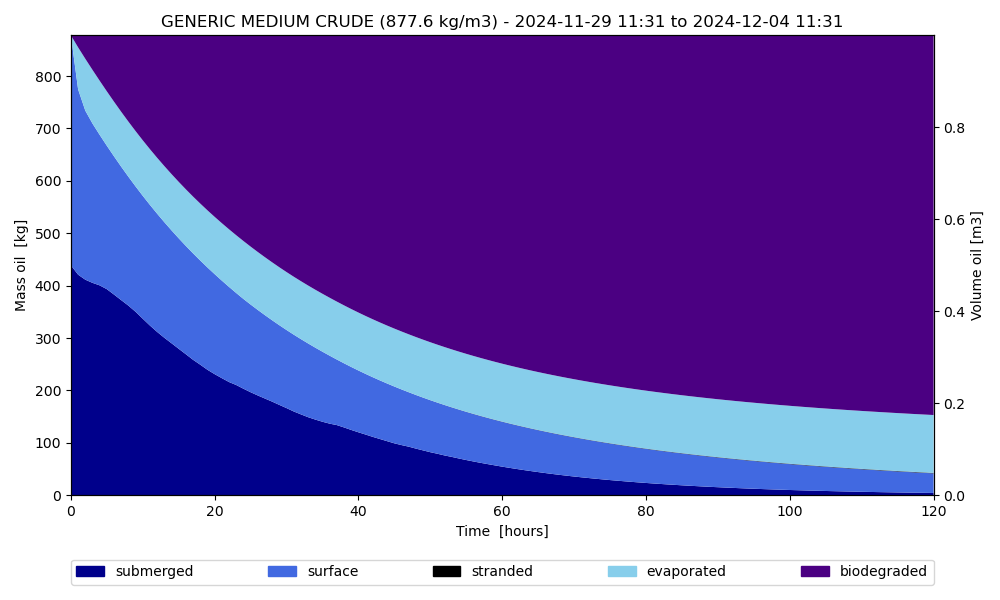 GENERIC MEDIUM CRUDE (877.6 kg/m3) - 2024-11-29 11:31 to 2024-12-04 11:31
800
700
600
500
400
300
200
100
0
Mass oil [kg]
0.8
0.6
0.4
0.2
0.0
Volume oil [m3]
0 20 40 60 80 100 120
Time [hours]
submerged surface stranded evaporated biodegraded